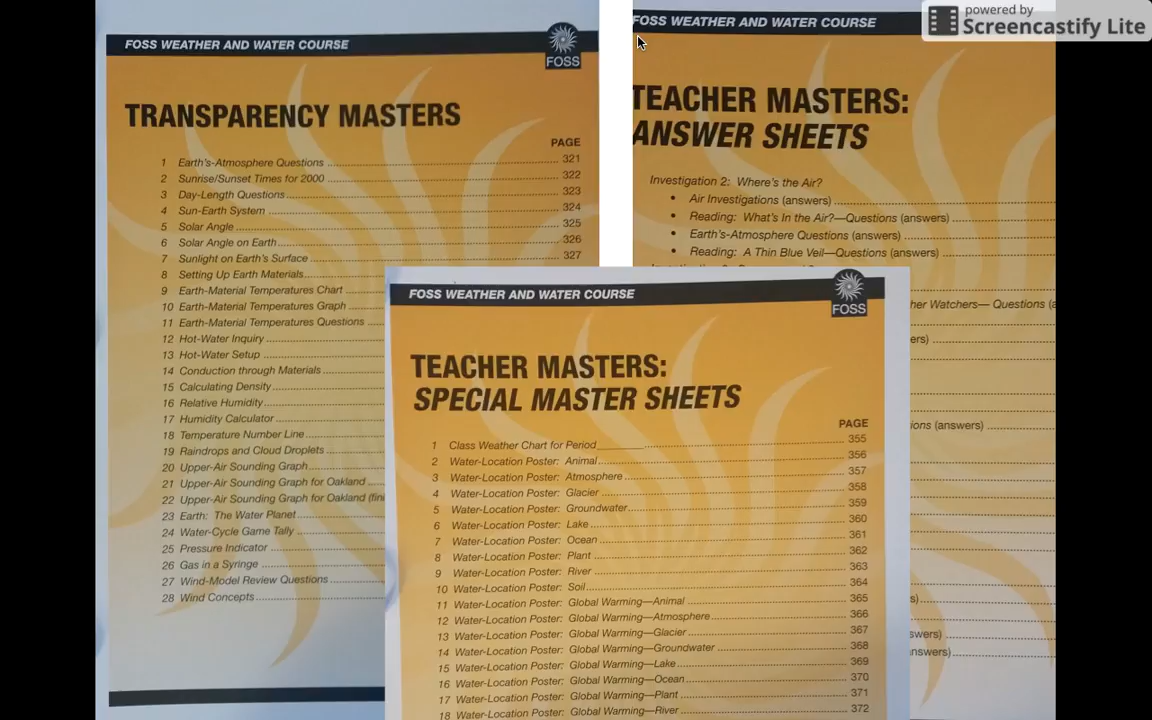 FOSS WEATHER AND WATER COURSE
FOSS
TRANSPARENCY MASTERS
PAGE
1 Earth's-Atmosphere Questions 321
2 Sunrise/Sunset Times for 2000 322
3 Day-Length Questions 323
4 Sun-Earth System 324
5 Solar Angle 325
6 Solar Angle on Earth 326
7 Sunlight on Earth's Surface 327
8 Setting Up Earth Materials
9 Earth-Material Temperatures Chart
10 Earth-Material Temperatures Graph
11 Earth-Material Temperatures Questions
12 Hot-Water Inquiry
13 Hot-Water Setup
14 Conduction through Materials
15 Calculating Density
16 Relative Humidity
17 Humidity Calculator
18 Temperature Number Line
19 Raindrops and Cloud Droplets
20 Upper-Air Sounding Graph
21 Upper-Air Sounding Graph for Oakland
22 Upper-Air Sounding Graph for Oakland (fini
23 Earth: The Water Planet
24 Water-Cycle Game Tally
25 Pressure Indicator
26 Gas in a Syringe
27 Wind-Model Review Questions
28 Wind Concepts
FOSS WEATHER AND WATER COURSE
TEACHER MASTERS:
ANSWER SHEETS
Investigation 2: Where's the Air?
• Air Investigations (answers)
• Reading: What's In the Air?—Questions (answers)
• Earth's-Atmosphere Questions (answers)
• Reading: A Thin Blue Veil—Questions (answers)
her Watchers— Questions (a
ers)
ions (answers)
s)
swers)
nswers)
FOSS WEATHER AND WATER COURSE
FOSS
TEACHER MASTERS:
SPECIAL MASTER SHEETS
PAGE
1 Class Weather Chart for Period________ 355
2 Water-Location Poster: Animal 356
3 Water-Location Poster: Atmosphere 357
4 Water-Location Poster: Glacier 358
5 Water-Location Poster: Groundwater 359
6 Water-Location Poster: Lake 360
7 Water-Location Poster: Ocean 361
8 Water-Location Poster: Plant 362
9 Water-Location Poster: River 363
10 Water-Location Poster: Soil 364
11 Water-Location Poster: Global Warming—Animal 365
12 Water-Location Poster: Global Warming—Atmosphere 366
13 Water-Location Poster: Global Warming—Glacier 367
14 Water-Location Poster: Global Warming—Groundwater 368
15 Water-Location Poster: Global Warming—Lake 369
16 Water-Location Poster: Global Warming—Ocean 370
17 Water-Location Poster: Global Warming—Plant 371
18 Water-Location Poster: Global Warming—River 372
powered by
Screencastify Lite